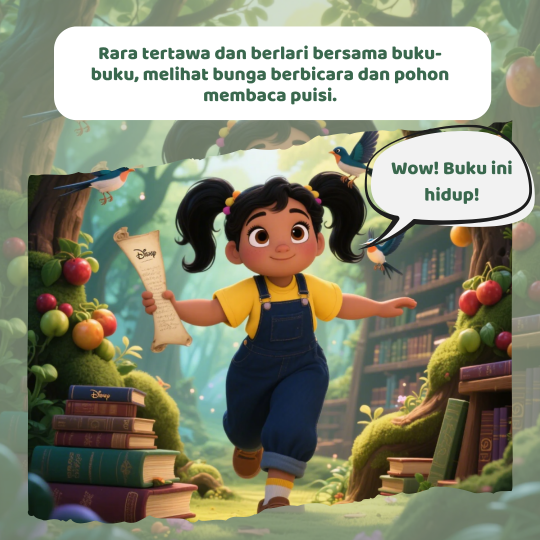 Rara tertawa dan berlari bersama buku-
buku, melihat bunga berbicara dan pohon
membaca puisi.
Wow! Buku ini
hidup!
Disney
Disney